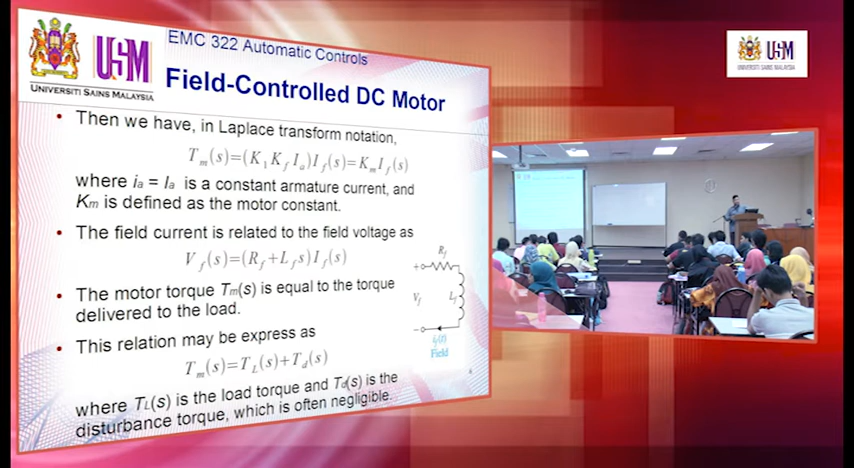 USM
UNIVERSITI SAINS MALAYSIA
EMC 322 Automatic Controls
Field-Controlled DC Motor
• Then we have, in Laplace transform notation,
T_m(s)=(K_1 K_f I_a) I_f(s)=K_m I_f(s)
where i_a = I_a is a constant armature current, and
K_m is defined as the motor constant.
• The field current is related to the field voltage as
V_f(s)=(R_f+L_f s) I_f(s)
• The motor torque T_m(s) is equal to the torque
delivered to the load.
• This relation may be express as
T_m(s)=T_L(s)+T_d(s)
where T_L(s) is the load torque and T_d(s) is the
disturbance torque, which is often negligible.
R_f
+
V_f
L_f
−
i_f(t)
Field
USM
UNIVERSITI SAINS MALAYSIA